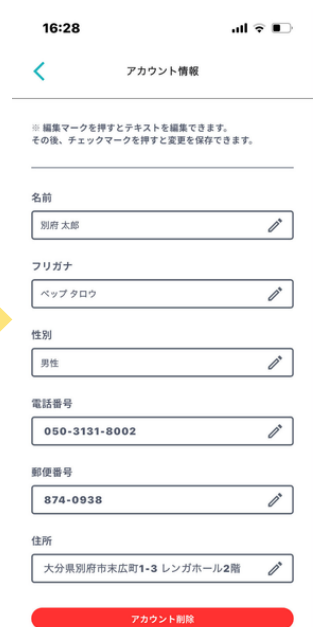 16:28
アカウント情報
※ 編集マークを押すとテキストを編集できます。
その後、チェックマークを押すと変更を保存できます。
名前
別府 太郎
フリガナ
ベップ タロウ
性別
男性
電話番号
050-3131-8002
郵便番号
874-0938
住所
大分県別府市末広町1-3 レンガホール2階
アカウント削除